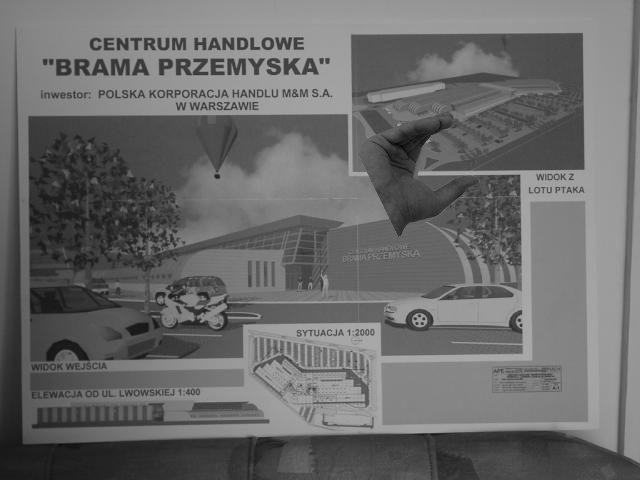 CENTRUM HANDLOWE
"BRAMA PRZEMYSKA"
inwestor: POLSKA KORPORACJA HANDLU M&M S.A.
W WARSZAWIE
WIDOK Z
LOTU PTAKA
CENTRUM HANDLOWE
BRAMA PRZEMYSKA
WIDOK WEJŚCIA
SYTUACJA 1:2000
ELEWACJA OD UL. LWOWSKIEJ 1:400
APE